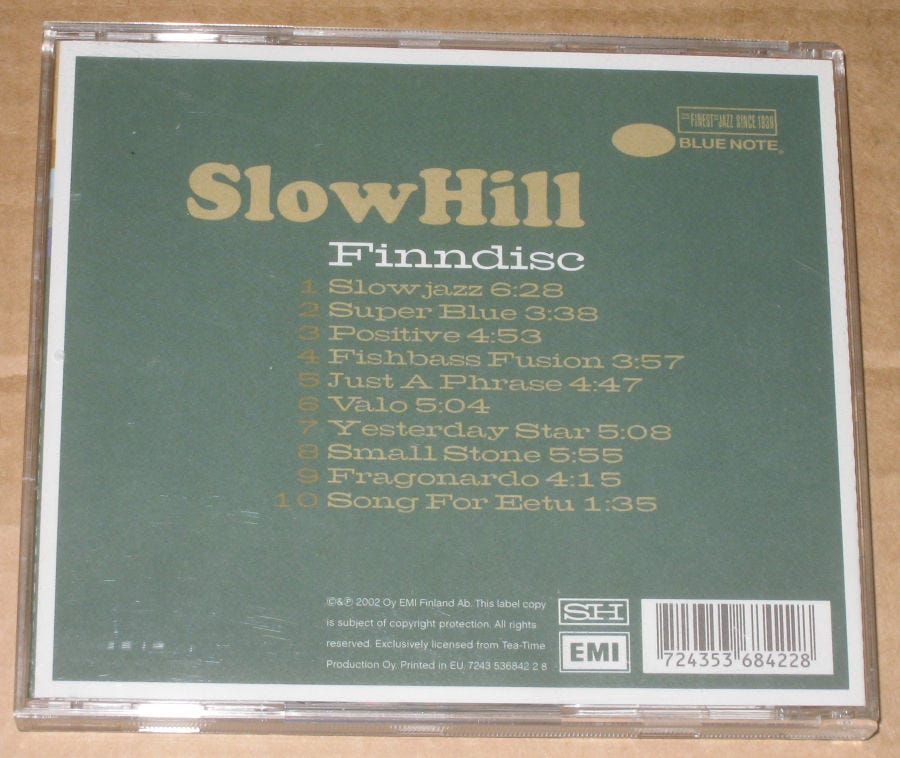 THE FINEST IN JAZZ SINCE 1939
BLUE NOTE®
SlowHill
Finndisc
1 Slowjazz 6:28
2 Super Blue 3:38
3 Positive 4:53
4 Fishbass Fusion 3:57
5 Just A Phrase 4:47
6 Valo 5:04
7 Yesterday Star 5:08
8 Small Stone 5:55
9 Fragonardo 4:15
10 Song For Eetu 1:35
©&℗ 2002 Oy EMI Finland Ab. This label copy
is subject of copyright protection. All rights
reserved. Exclusively licensed from Tea-Time
Production Oy. Printed in EU. 7243 536842 2 8
SH
EMI
724353 684228